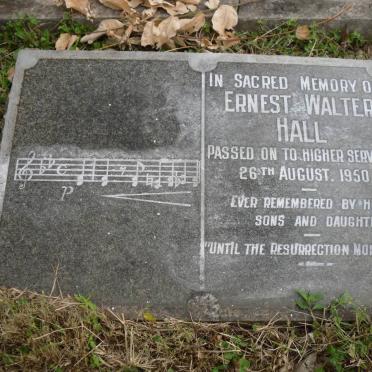 IN SACRED MEMORY O
ERNEST WALTER
HALL
PASSED ON TO HIGHER SERV
26TH AUGUST, 1950
EVER REMEMBERED BY H
SONS AND DAUGHT
"UNTIL THE RESURRECTION MO
p